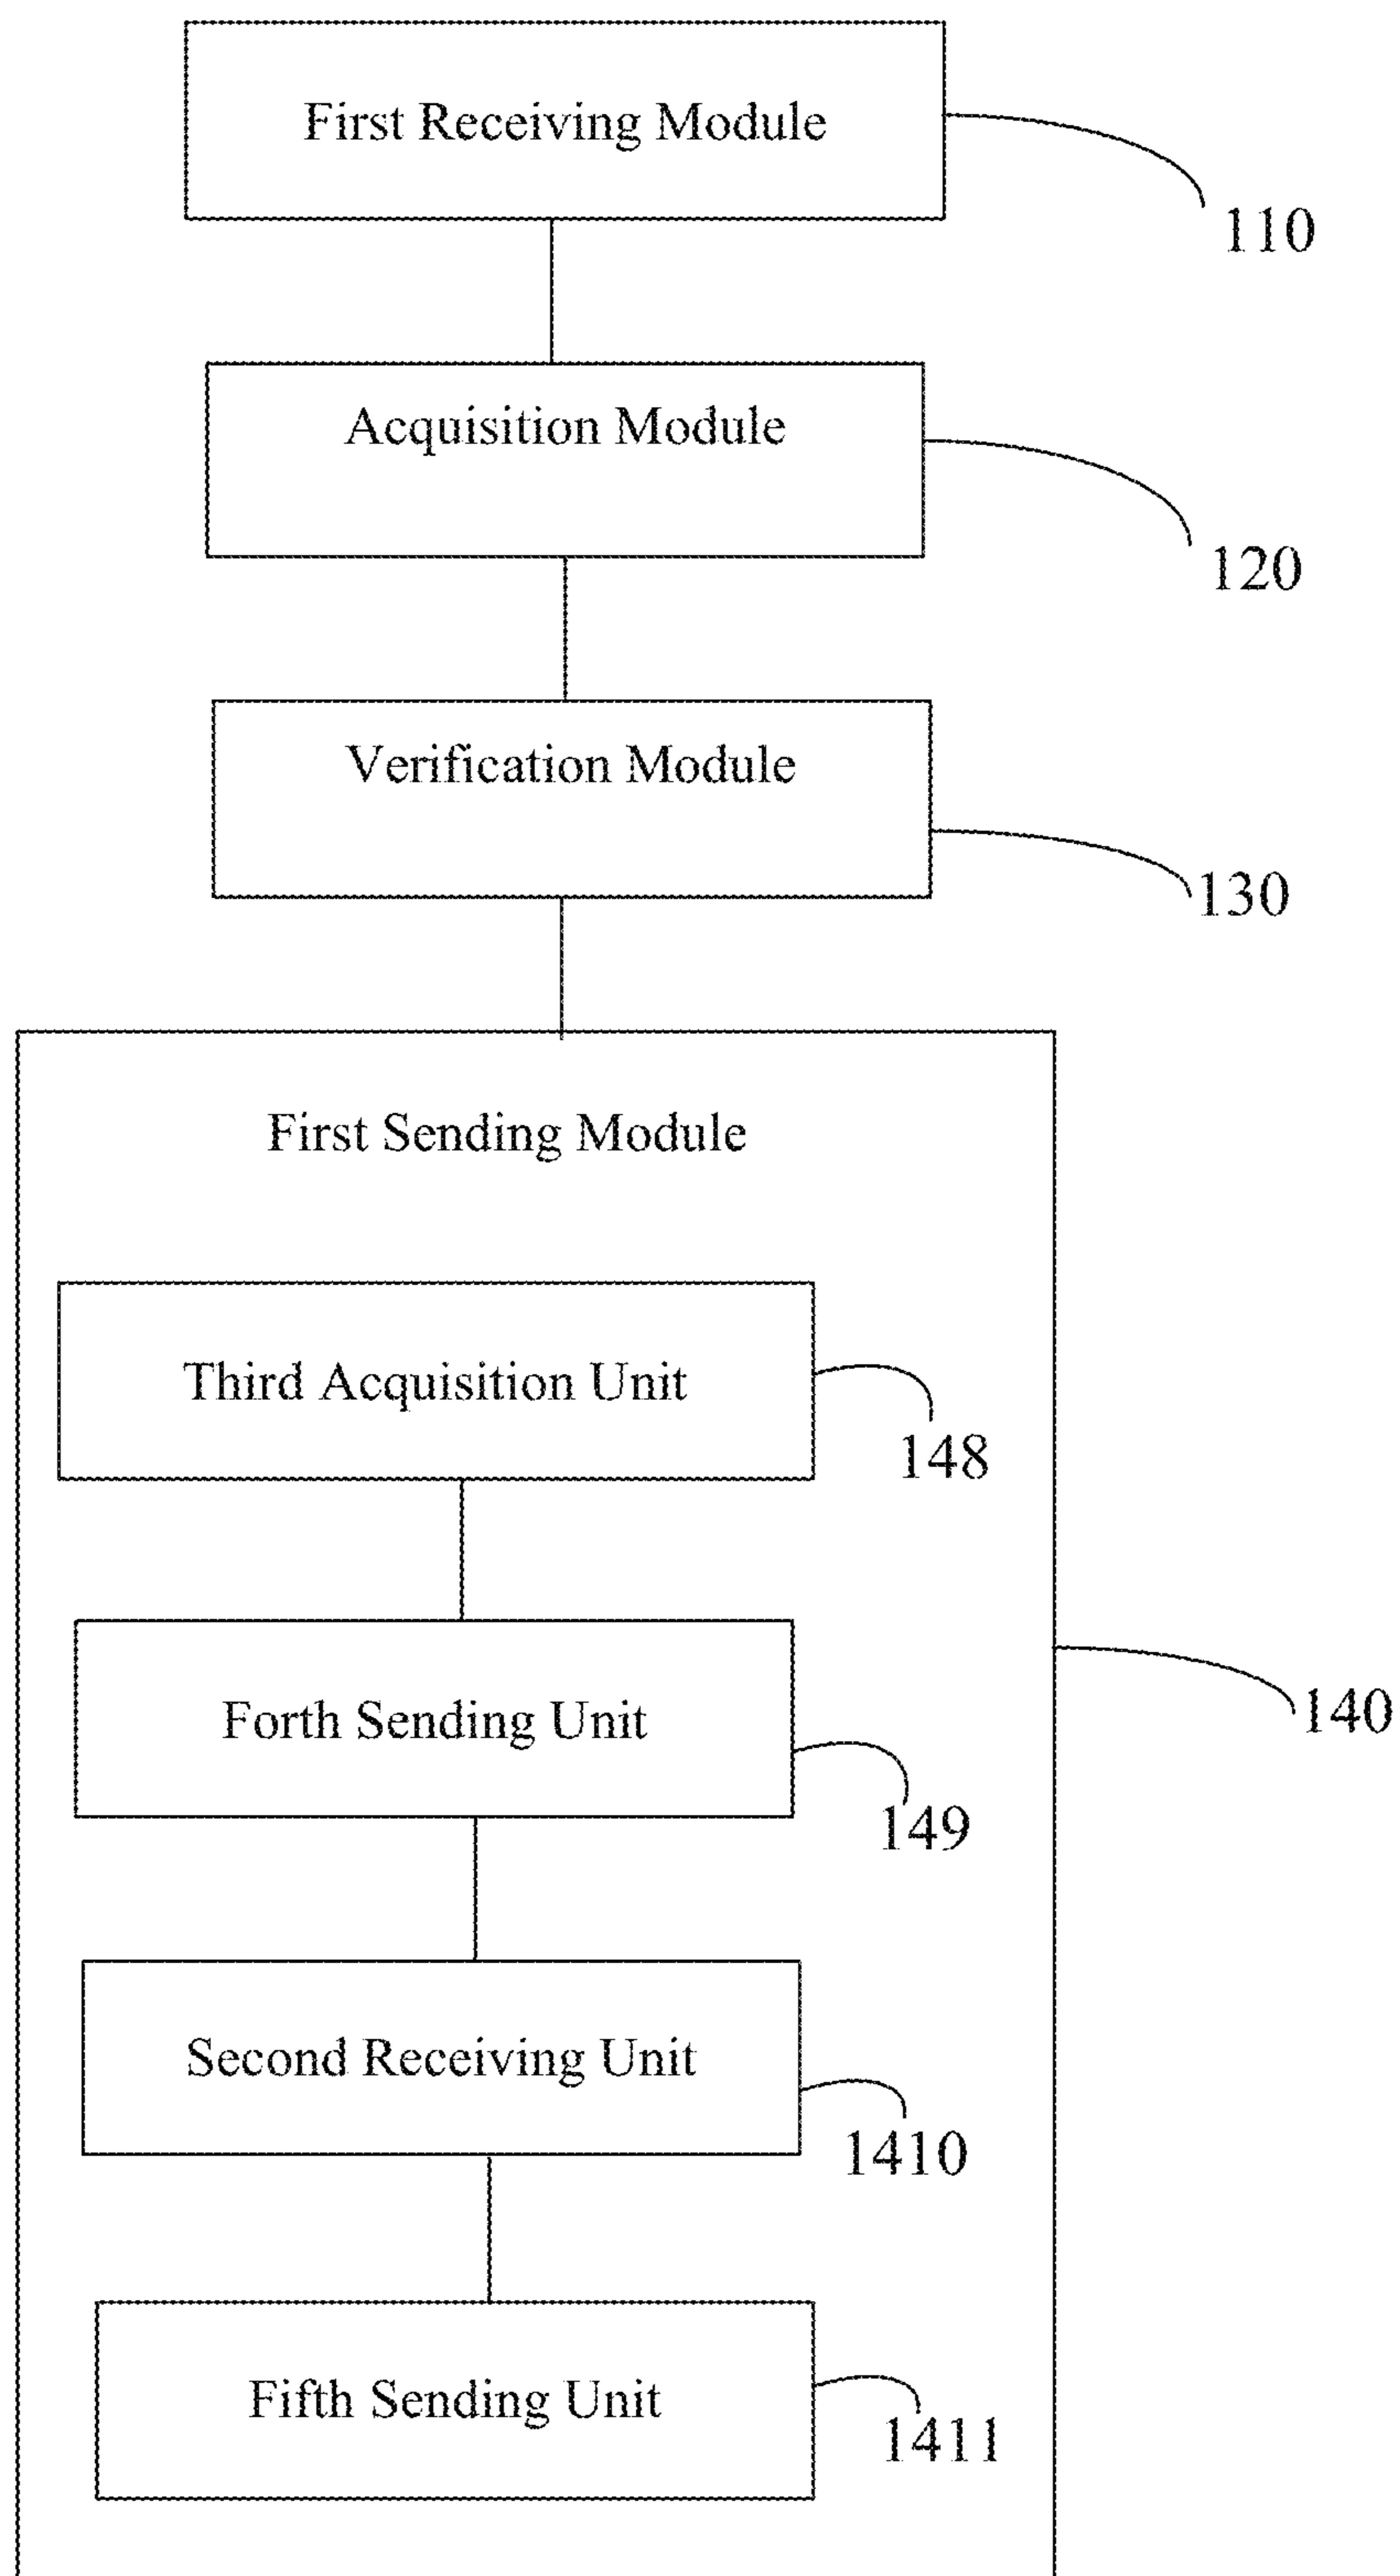 First Receiving Module
110
Acquisition Module
120
Verification Module
130
First Sending Module
Third Acquisition Unit
148
Forth Sending Unit
140
149
Second Receiving Unit
1410
Fifth Sending Unit
1411